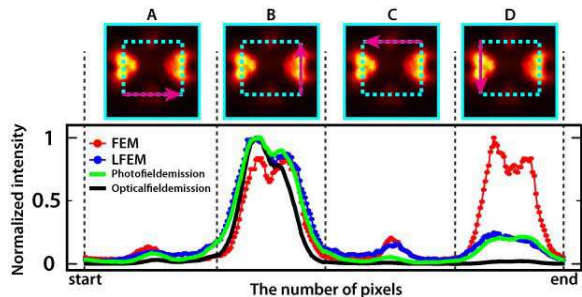 A B C D
Normalized intensity
1
0.5
0
FEM
LFEM
Photofieldemission
Opticalfieldemission
start
The number of pixels
end